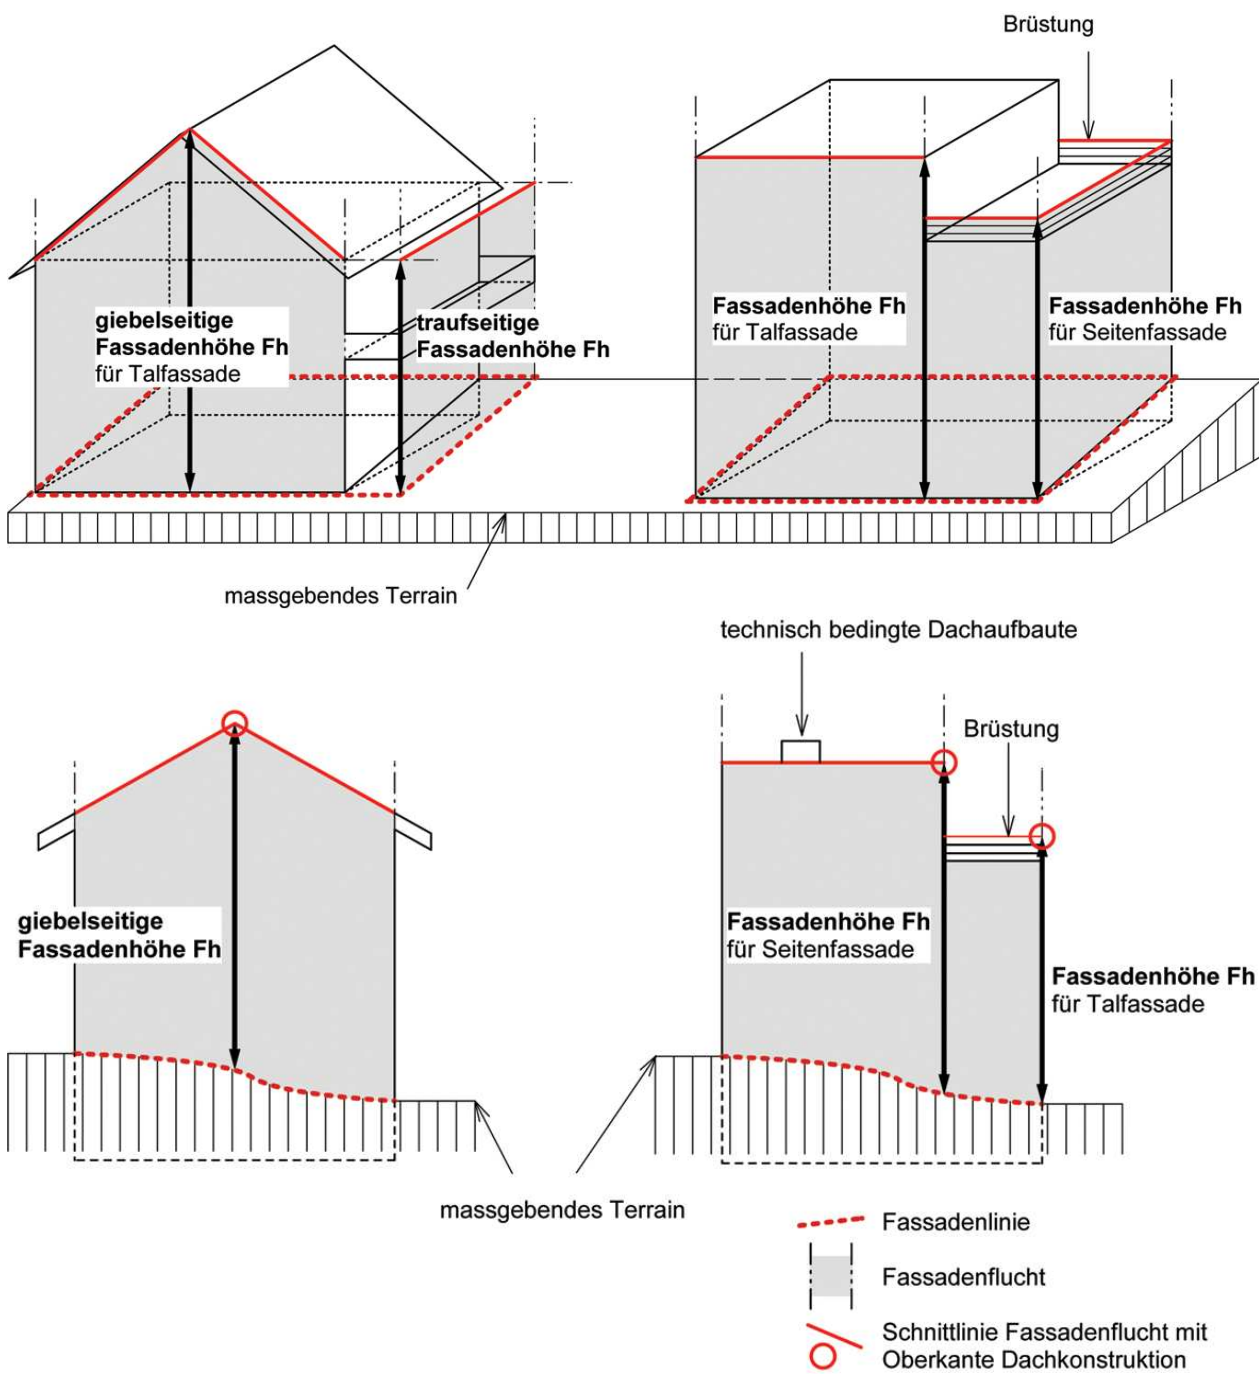 Brüstung
giebelseitige
Fassadenhöhe Fh
für Talfassade
traufseitige
Fassadenhöhe Fh
Fassadenhöhe Fh
für Talfassade
Fassadenhöhe Fh
für Seitenfassade
massgebendes Terrain
technisch bedingte Dachaufbaute
Brüstung
giebelseitige
Fassadenhöhe Fh
Fassadenhöhe Fh
für Seitenfassade
Fassadenhöhe Fh
für Talfassade
massgebendes Terrain
Fassadenlinie
Fassadenflucht
Schnittlinie Fassadenflucht mit
Oberkante Dachkonstruktion